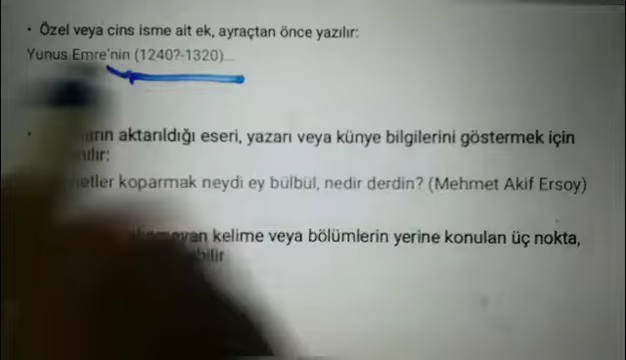 • Özel veya cins isme ait ek, ayraçtan önce yazılır:
Yunus Emre'nin (1240?-1320)...
aktarıldığı eseri, yazarı veya künye bilgilerini göstermek için
koparmak neydi ey bülbül, nedir derdin? (Mehmet Akif Ersoy)
kelime veya bölümlerin yerine konulan üç nokta,